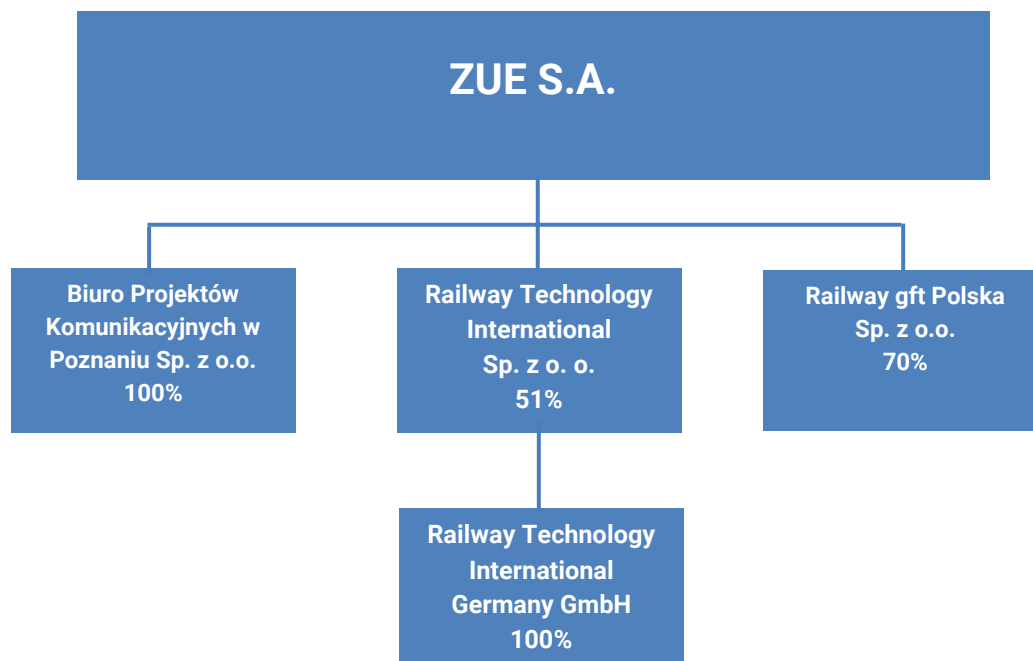 ZUE S.A.
Biuro Projektów
Komunikacyjnych w
Poznaniu Sp. z o.o.
100%
Railway Technology
International
Sp. z o. o.
51%
Railway gft Polska
Sp. z o.o.
70%
Railway Technology
International
Germany GmbH
100%